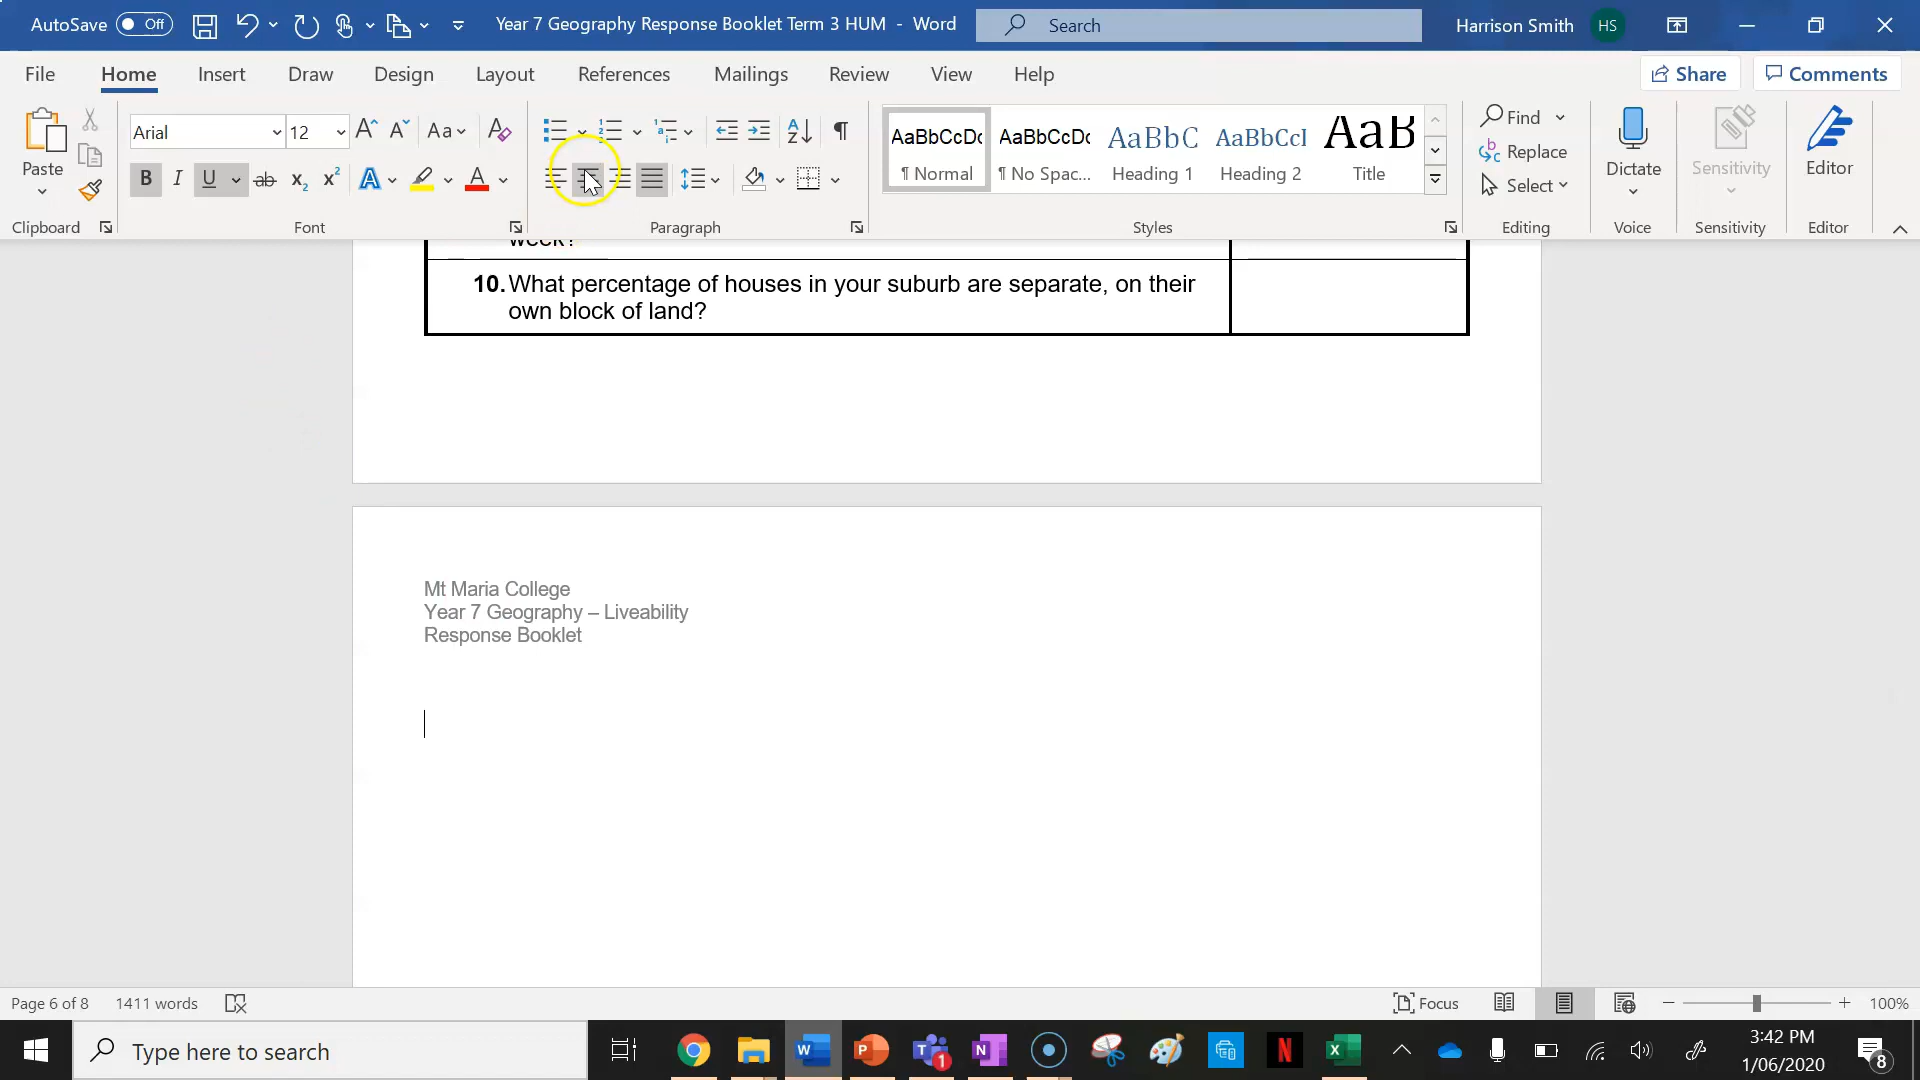 AutoSave Off Year 7 Geography Response Booklet Term 3 HUM - Word Search Harrison Smith HS
File Home Insert Draw Design Layout References Mailings Review View Help Share Comments
Paste Arial 12 Aa AaBbCcDc AaBbCcDc AaBbC AaBbCcI AaB Find Replace Select Dictate Sensitivity Editor
¶ Normal ¶ No Spac... Heading 1 Heading 2 Title
Clipboard Font Paragraph Styles Editing Voice Sensitivity Editor
week?
10. What percentage of houses in your suburb are separate, on their
own block of land?
Mt Maria College
Year 7 Geography – Liveability
Response Booklet
Page 6 of 8 1411 words Focus 100%
Type here to search 3:42 PM
1/06/2020 8